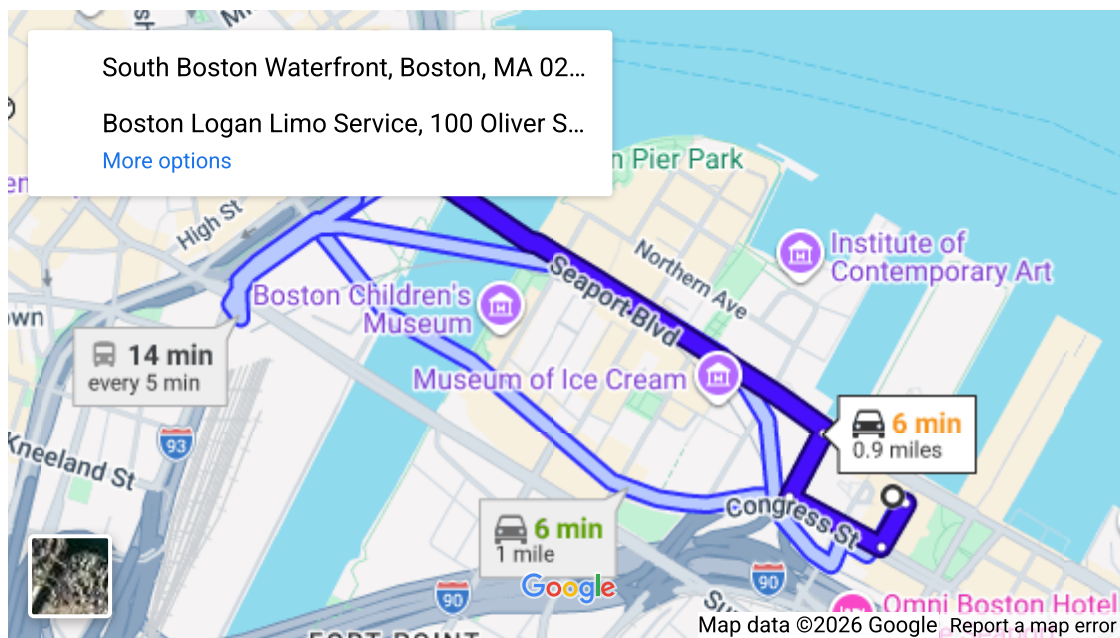 South Boston Waterfront, Boston, MA 02...
Boston Logan Limo Service, 100 Oliver S...
More options
n Pier Park
High St
Northern Ave
Institute of
Contemporary Art
Seaport Blvd
Boston Children's
Museum
own
14 min
every 5 min
Museum of Ice Cream
6 min
0.9 miles
93
Kneeland St
Congress St
6 min
1 mile
Google
90
90
Omni Boston Hotel
FORT POINT
Map data ©2026 Google
Report a map error